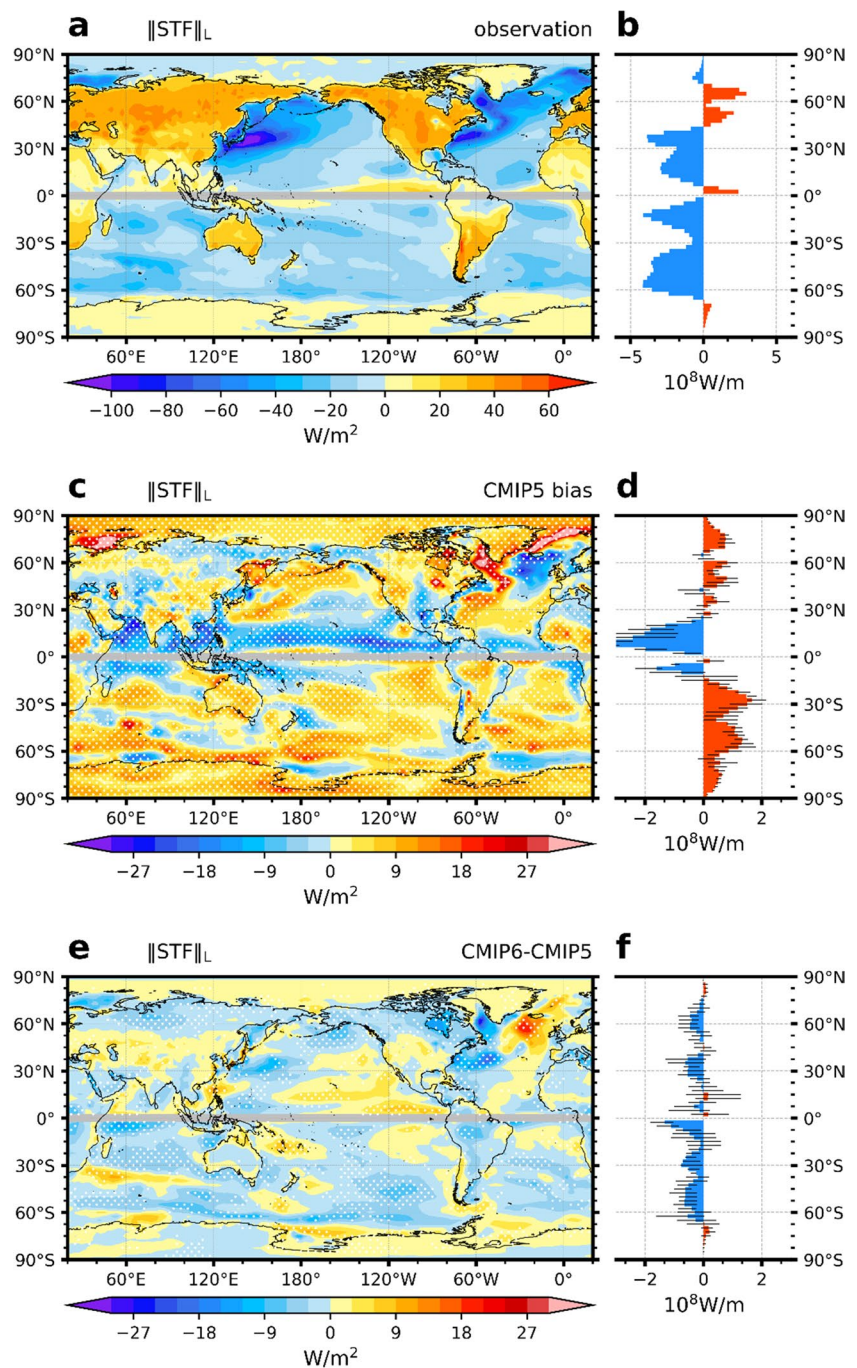 a ‖STF‖L observation b
90°N 90°N
60°N 60°N
30°N 30°N
0° 0°
30°S 30°S
60°S 60°S
90°S 90°S
60°E 120°E 180° 120°W 60°W 0° −5 0 5
10⁸W/m
−100 −80 −60 −40 −20 0 20 40 60
W/m²
c ‖STF‖L CMIP5 bias d
90°N 90°N
60°N 60°N
30°N 30°N
0° 0°
30°S 30°S
60°S 60°S
90°S 90°S
60°E 120°E 180° 120°W 60°W 0° −2 0 2
10⁸W/m
−27 −18 −9 0 9 18 27
W/m²
e ‖STF‖L CMIP6-CMIP5 f
90°N 90°N
60°N 60°N
30°N 30°N
0° 0°
30°S 30°S
60°S 60°S
90°S 90°S
60°E 120°E 180° 120°W 60°W 0° −2 0 2
10⁸W/m
−27 −18 −9 0 9 18 27
W/m²